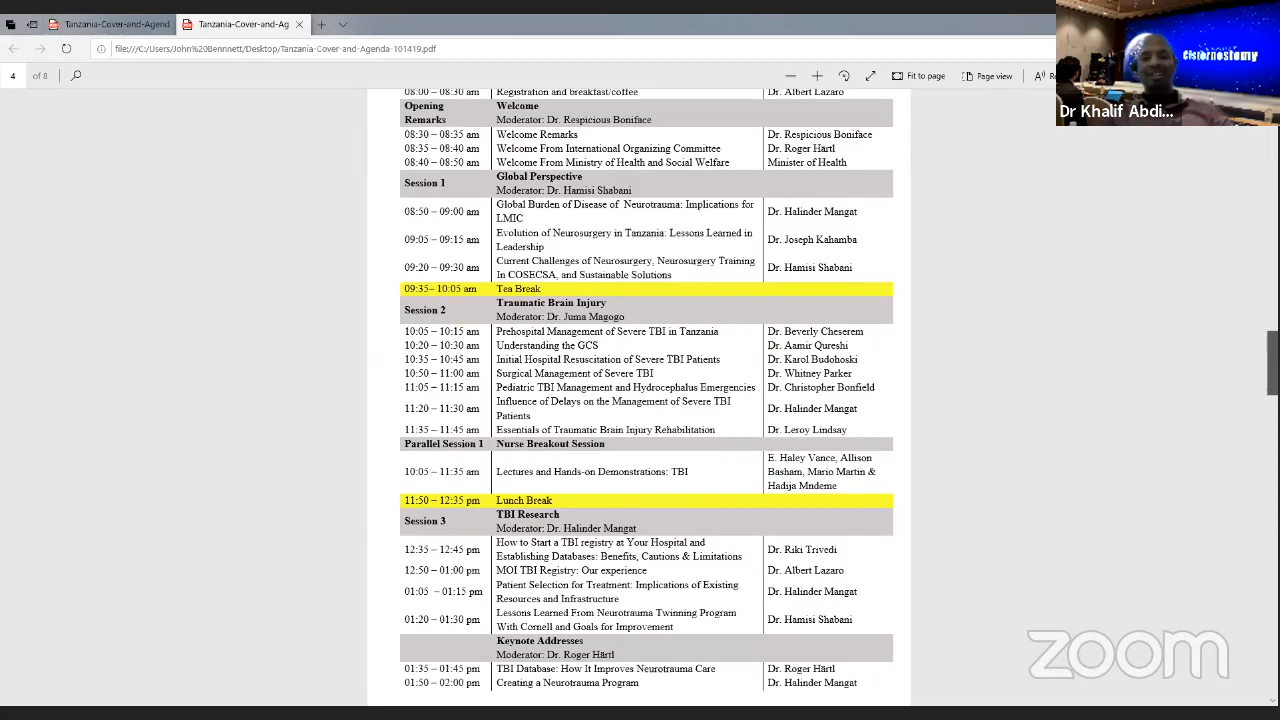 Tanzania-Cover-and-Agend
Tanzania-Cover-and-Ag
file:///C:/Users/John%20Bennnett/Desktop/Tanzania-Cover-and-Agenda-101419.pdf
4 of 8
Fit to page
Page view
Cisternostomy
Dr Khalif Abdi...
08:00 – 08:30 am Registration and breakfast/coffee Dr. Albert Lazaro
Opening Welcome
Remarks Moderator: Dr. Respicious Boniface
08:30 – 08:35 am Welcome Remarks Dr. Respicious Boniface
08:35 – 08:40 am Welcome From International Organizing Committee Dr. Roger Härtl
08:40 – 08:50 am Welcome From Ministry of Health and Social Welfare Minister of Health
Global Perspective
Session 1
Moderator: Dr. Hamisi Shabani
Global Burden of Disease of Neurotrauma: Implications for
08:50 – 09:00 am Dr. Halinder Mangat
LMIC
Evolution of Neurosurgery in Tanzania: Lessons Learned in
09:05 – 09:15 am Dr. Joseph Kahamba
Leadership
Current Challenges of Neurosurgery, Neurosurgery Training
09:20 – 09:30 am Dr. Hamisi Shabani
In COSECSA, and Sustainable Solutions
09:35– 10:05 am Tea Break
Traumatic Brain Injury
Session 2
Moderator: Dr. Juma Magogo
10:05 – 10:15 am Prehospital Management of Severe TBI in Tanzania Dr. Beverly Cheserem
10:20 – 10:30 am Understanding the GCS Dr. Aamir Qureshi
10:35 – 10:45 am Initial Hospital Resuscitation of Severe TBI Patients Dr. Karol Budohoski
10:50 – 11:00 am Surgical Management of Severe TBI Dr. Whitney Parker
11:05 – 11:15 am Pediatric TBI Management and Hydrocephalus Emergencies Dr. Christopher Bonfield
Influence of Delays on the Management of Severe TBI
11:20 – 11:30 am Dr. Halinder Mangat
Patients
11:35 – 11:45 am Essentials of Traumatic Brain Injury Rehabilitation Dr. Leroy Lindsay
Parallel Session 1 Nurse Breakout Session
E. Haley Vance, Allison
10:05 – 11:35 am Lectures and Hands-on Demonstrations: TBI Basham, Mario Martin &
Hadija Mndeme
11:50 – 12:35 pm Lunch Break
TBI Research
Session 3
Moderator: Dr. Halinder Mangat
How to Start a TBI registry at Your Hospital and
12:35 – 12:45 pm Dr. Riki Trivedi
Establishing Databases: Benefits, Cautions & Limitations
12:50 – 01:00 pm MOI TBI Registry: Our experience Dr. Albert Lazaro
Patient Selection for Treatment: Implications of Existing
01:05 – 01:15 pm Dr. Halinder Mangat
Resources and Infrastructure
Lessons Learned From Neurotrauma Twinning Program
01:20 – 01:30 pm Dr. Hamisi Shabani
With Cornell and Goals for Improvement
Keynote Addresses
Moderator: Dr. Roger Härtl
01:35 – 01:45 pm TBI Database: How It Improves Neurotrauma Care Dr. Roger Härtl
01:50 – 02:00 pm Creating a Neurotrauma Program Dr. Halinder Mangat
zoom